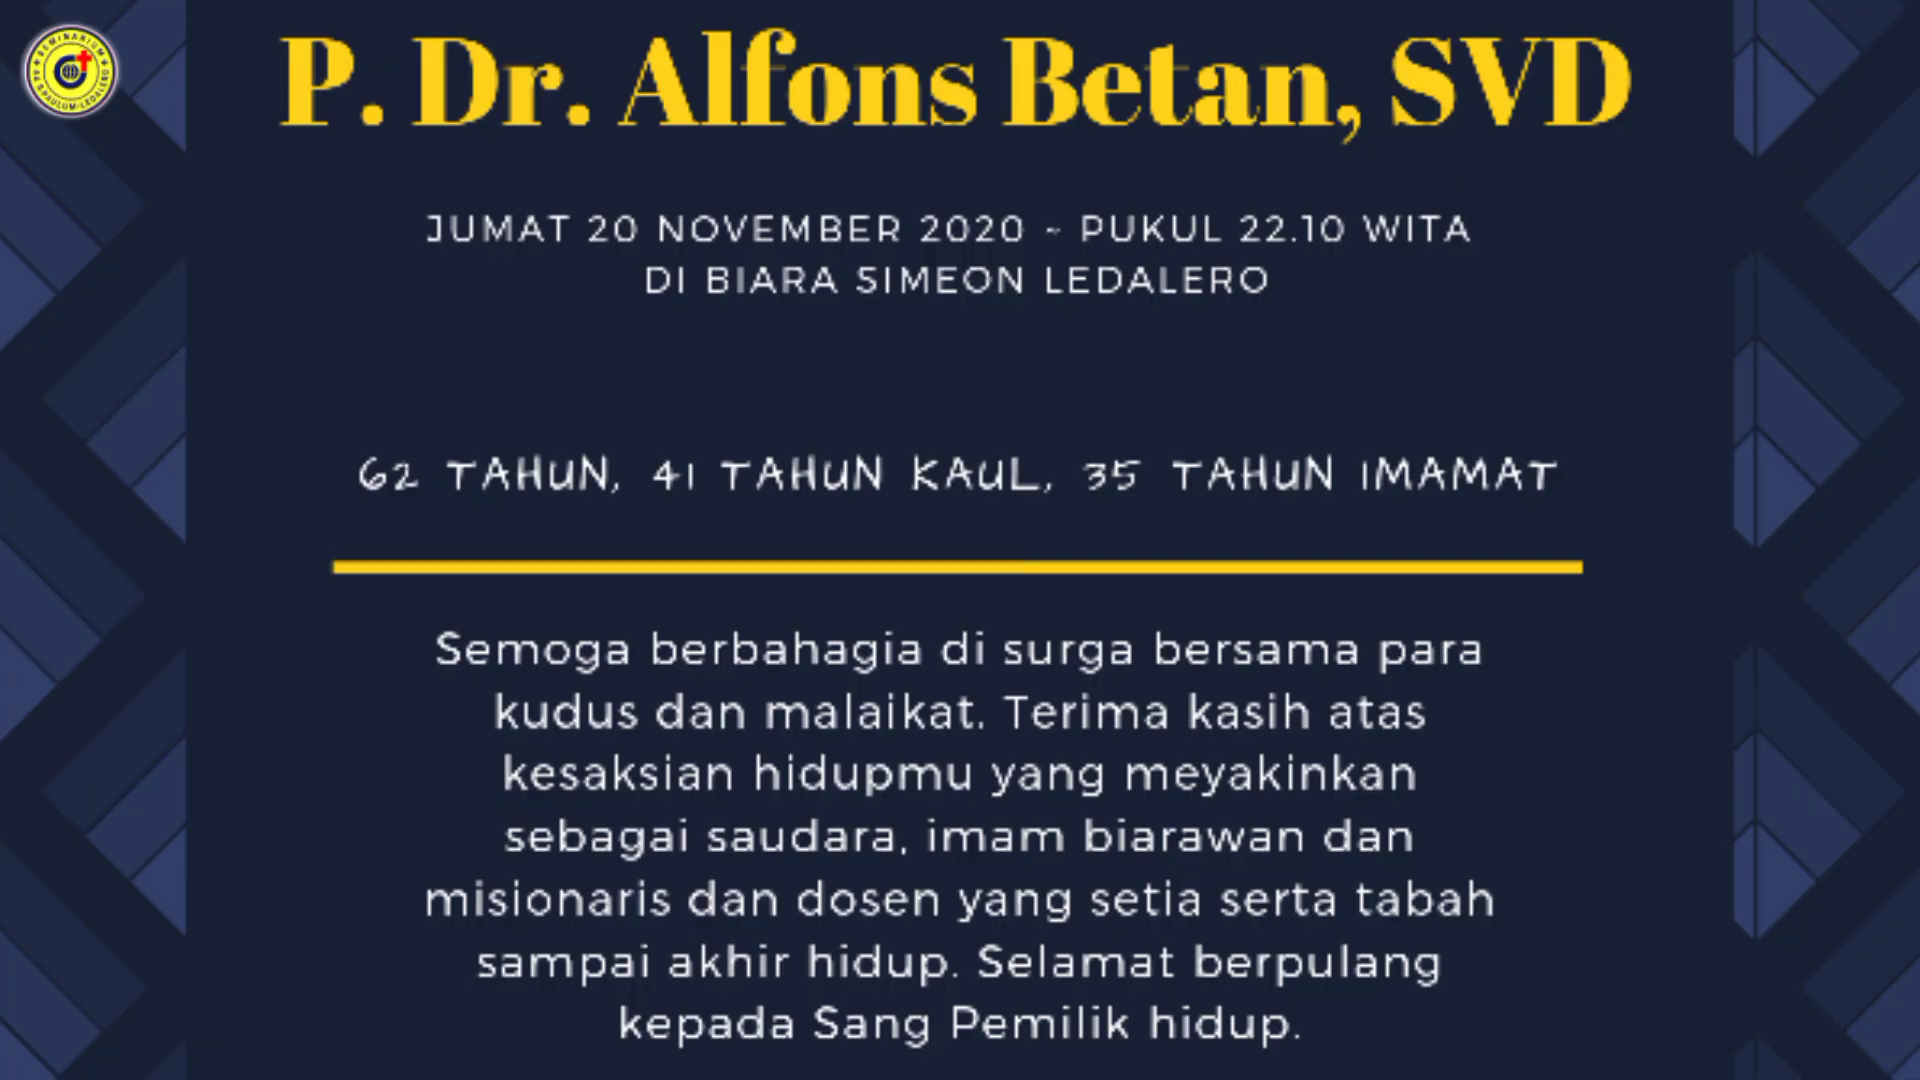 P. Dr. Alfons Betan, SVD
JUMAT 20 NOVEMBER 2020 - PUKUL 22.10 WITA
DI BIARA SIMEON LEDALERO
62 TAHUN, 41 TAHUN KAUL, 35 TAHUN IMAMAT
Semoga berbahagia di surga bersama para
kudus dan malaikat. Terima kasih atas
kesaksian hidupmu yang meyakinkan
sebagai saudara, imam biarawan dan
misionaris dan dosen yang setia serta tabah
sampai akhir hidup. Selamat berpulang
kepada Sang Pemilik hidup.